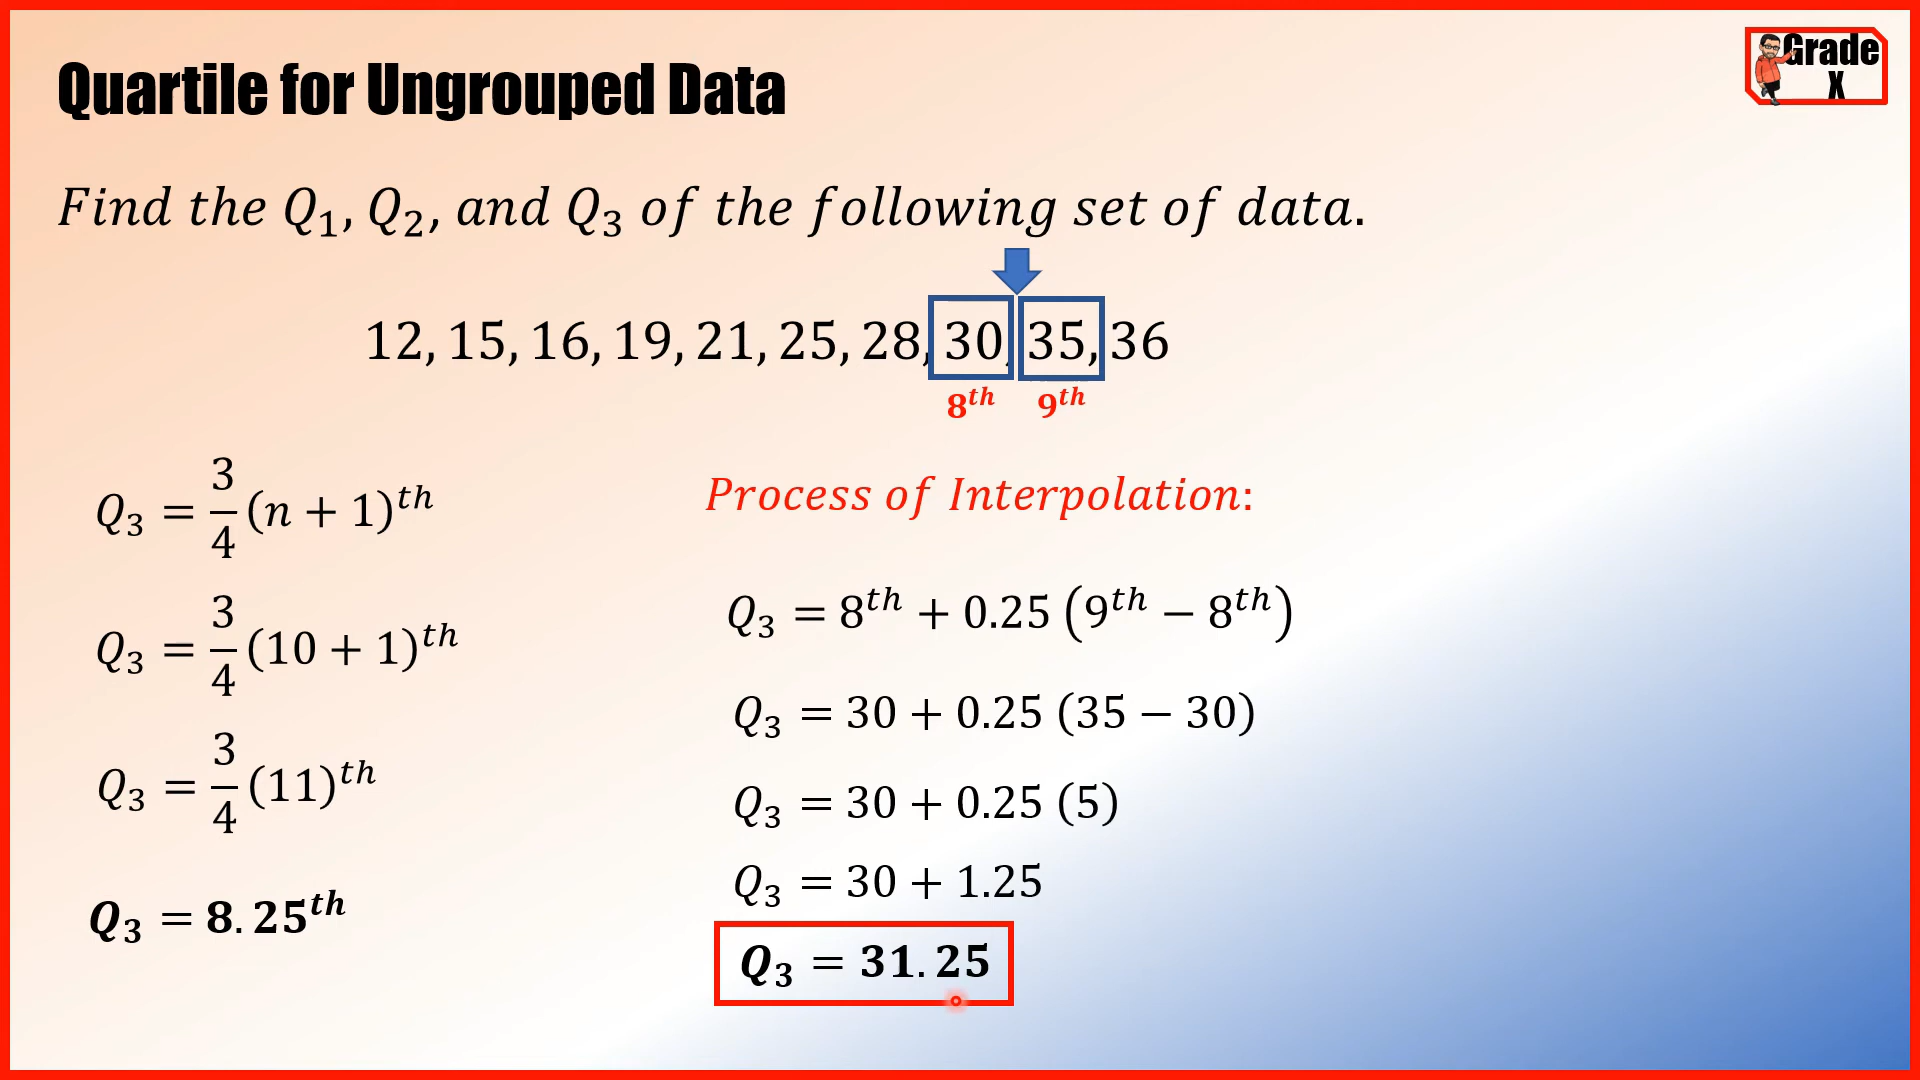 Quartile for Ungrouped Data
Grade
X
Find the Q₁, Q₂, and Q₃ of the following set of data.
12, 15, 16, 19, 21, 25, 28, 30, 35, 36
8ᵗʰ 9ᵗʰ
Q₃ = 3/4 (n + 1)ᵗʰ
Q₃ = 3/4 (10 + 1)ᵗʰ
Q₃ = 3/4 (11)ᵗʰ
Q₃ = 8.25ᵗʰ
Process of Interpolation:
Q₃ = 8ᵗʰ + 0.25 (9ᵗʰ − 8ᵗʰ)
Q₃ = 30 + 0.25 (35 − 30)
Q₃ = 30 + 0.25 (5)
Q₃ = 30 + 1.25
Q₃ = 31.25